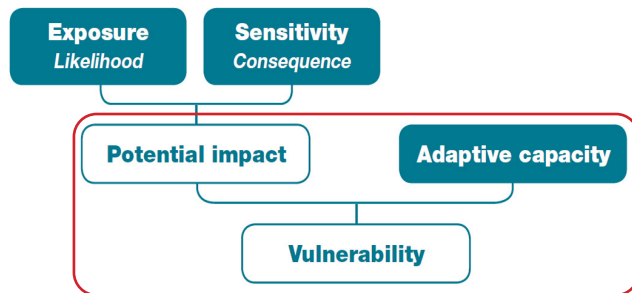 Exposure
Likelihood
Sensitivity
Consequence
Potential impact
Adaptive capacity
Vulnerability